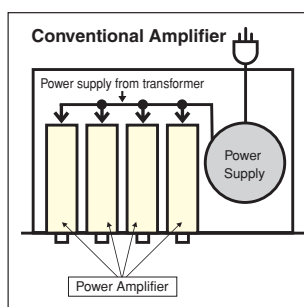 Conventional Amplifier
Power supply from transformer
Power
Supply
Power Amplifier